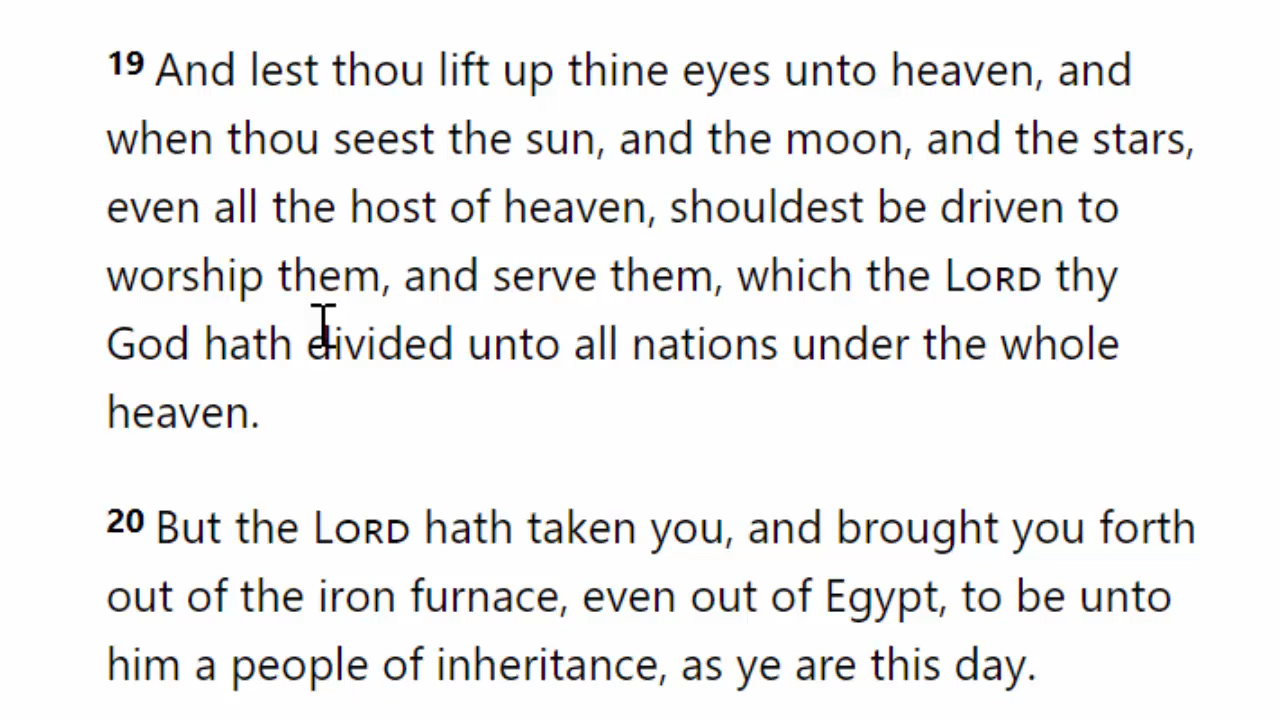 19 And lest thou lift up thine eyes unto heaven, and
when thou seest the sun, and the moon, and the stars,
even all the host of heaven, shouldest be driven to
worship them, and serve them, which the LORD thy
God hath divided unto all nations under the whole
heaven.
20 But the LORD hath taken you, and brought you forth
out of the iron furnace, even out of Egypt, to be unto
him a people of inheritance, as ye are this day.